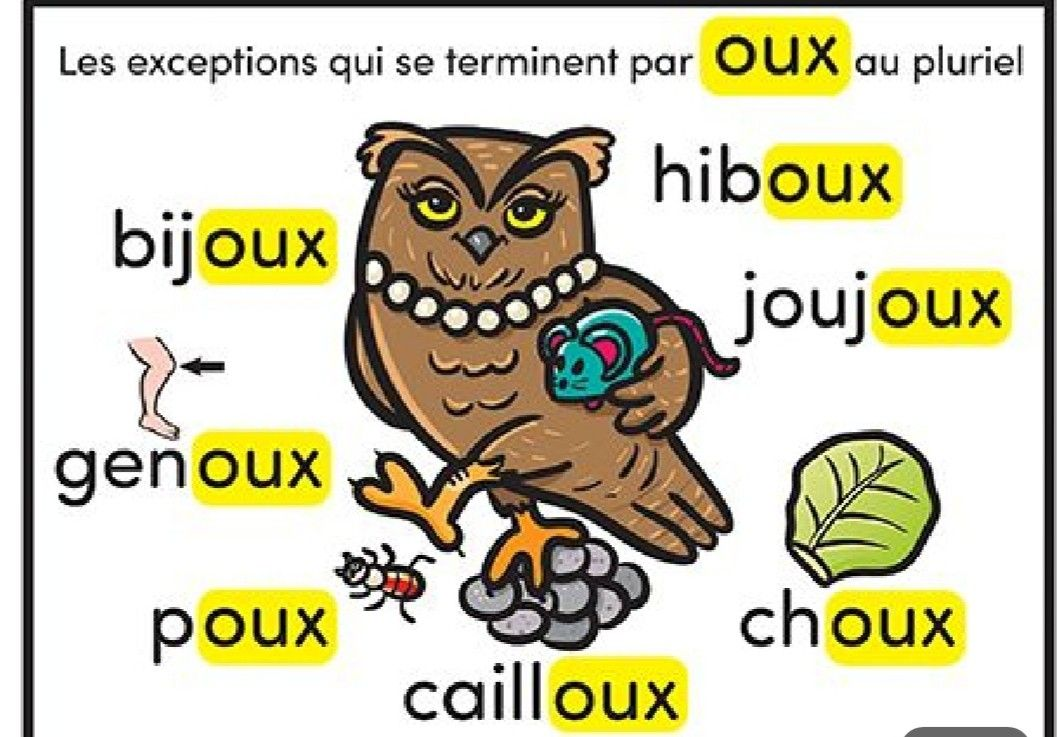 Les exceptions qui se terminent par oux au pluriel
hiboux
bijoux
joujoux
genoux
poux
choux
cailloux